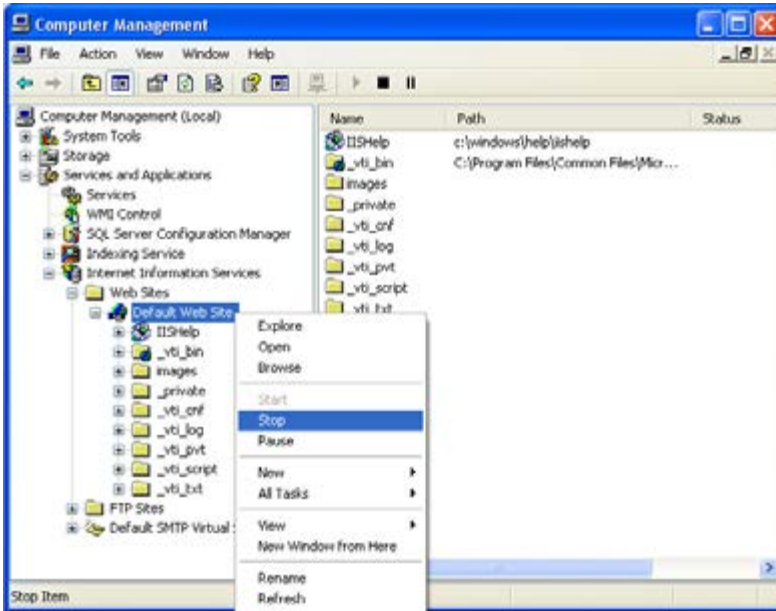 Computer Management
File Action View Window Help
Name Path Status
Computer Management (Local)
System Tools
Storage
Services and Applications
Services
WMI Control
SQL Server Configuration Manager
Indexing Service
Internet Information Services
Web Sites
Default Web Site
IISHelp
_vti_bin
images
_private
_vti_cnf
_vti_log
_vti_pvt
_vti_script
_vti_txt
FTP Sites
Default SMTP Virtual
IISHelp c:\windows\help\iishelp
_vti_bin C:\Program Files\Common Files\Micr...
images
_private
_vti_cnf
_vti_log
_vti_pvt
_vti_script
_vti_txt
Explore
Open
Browse
Start
Stop
Pause
New
All Tasks
View
New Window from Here
Rename
Refresh
Stop Item